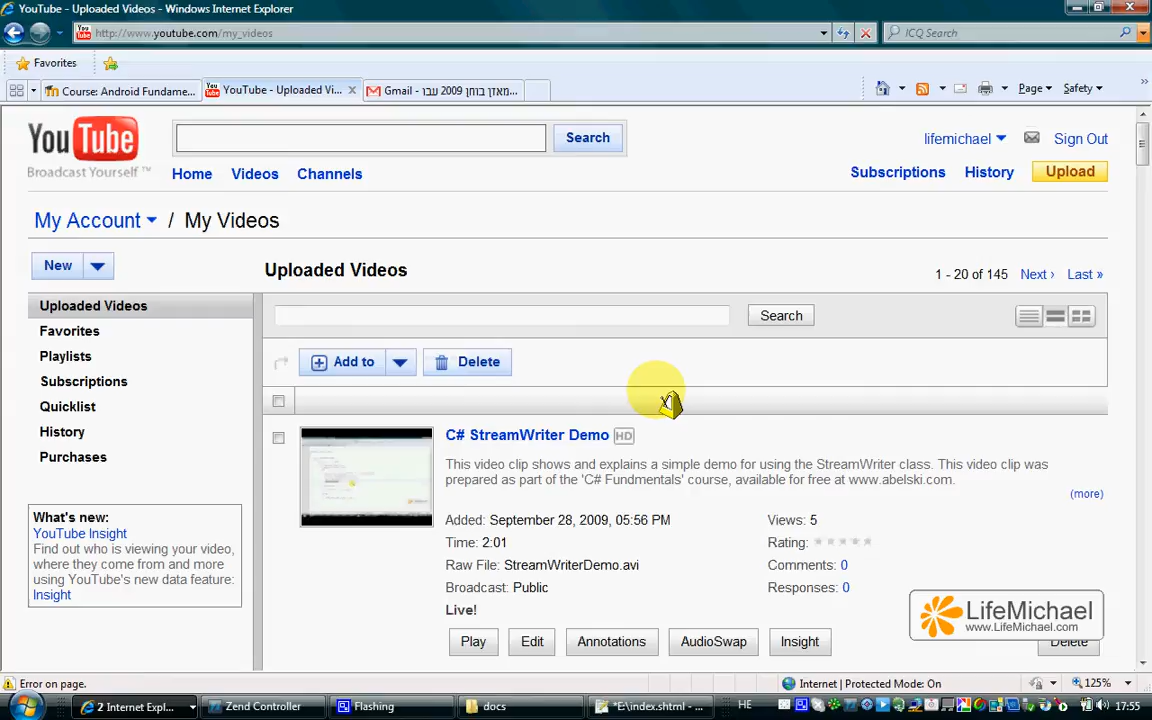 YouTube - Uploaded Videos - Windows Internet Explorer
http://www.youtube.com/my_videos
ICQ Search
Favorites
Course: Android Fundame...
YouTube - Uploaded Vi...
Gmail - מאזן בוחן 2009 עבו...
Page
Safety
YouTube
Broadcast Yourself ™
Search
lifemichael
Sign Out
Home
Videos
Channels
Subscriptions
History
Upload
My Account / My Videos
New
Uploaded Videos
1 - 20 of 145 Next › Last »
Uploaded Videos
Favorites
Playlists
Subscriptions
Quicklist
History
Purchases
Search
Add to
Delete
C# StreamWriter Demo HD
This video clip shows and explains a simple demo for using the StreamWriter class. This video clip was
prepared as part of the 'C# Fundmentals' course, available for free at www.abelski.com.
(more)
Added: September 28, 2009, 05:56 PM
Time: 2:01
Raw File: StreamWriterDemo.avi
Broadcast: Public
Live!
Views: 5
Rating:
Comments: 0
Responses: 0
Play
Edit
Annotations
AudioSwap
Insight
Delete
What's new:
YouTube Insight
Find out who is viewing your video,
where they come from and more
using YouTube's new data feature:
Insight
LifeMichael
www.LifeMichael.com
Error on page.
Internet | Protected Mode: On
125%
2 Internet Expl...
Zend Controller
Flashing
docs
*E:\index.shtml - ...
HE
17:55